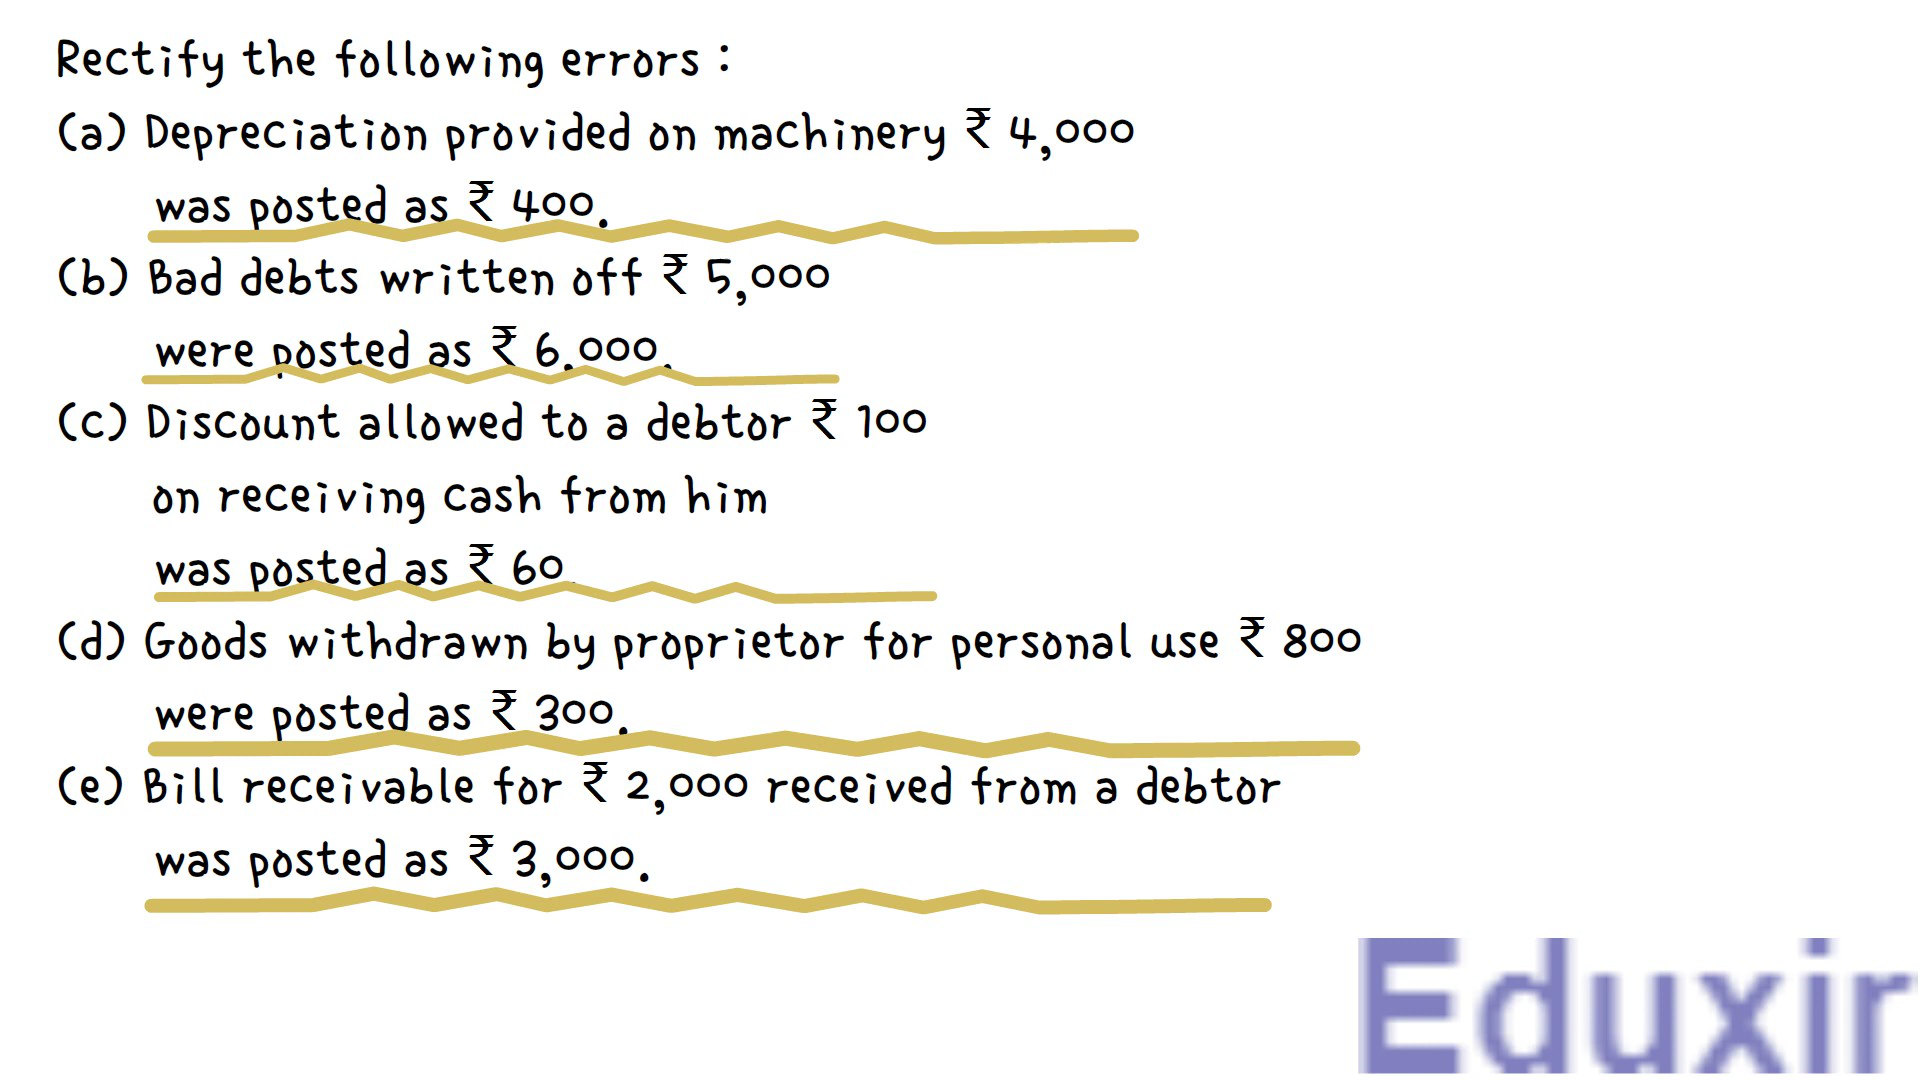 Rectify the following errors :
(a) Depreciation provided on machinery ₹ 4,000
was posted as ₹ 400.
(b) Bad debts written off ₹ 5,000
were posted as ₹ 6,000.
(c) Discount allowed to a debtor ₹ 100
on receiving cash from him
was posted as ₹ 60.
(d) Goods withdrawn by proprietor for personal use ₹ 800
were posted as ₹ 300.
(e) Bill receivable for ₹ 2,000 received from a debtor
was posted as ₹ 3,000.
Eduxir